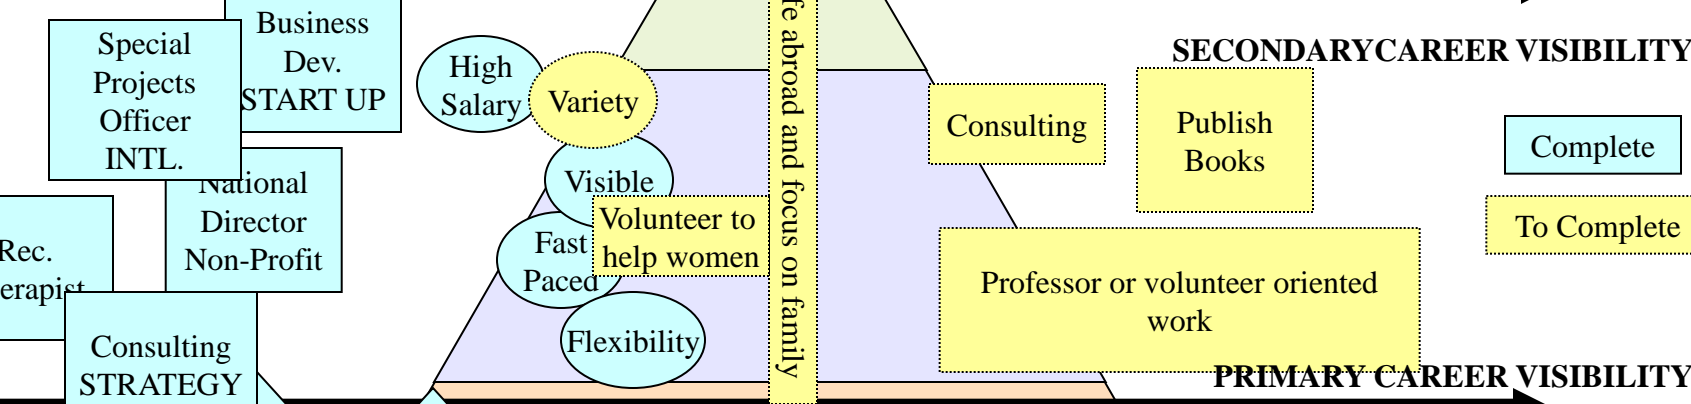 Business
Dev.
START UP
Special
Projects
Officer
INTL.
High
Salary
Variety
Visible
Volunteer to
help women
Fast
Paced
Flexibility
National
Director
Non-Profit
Rec.
Consulting
STRATEGY
abroad and focus on family
Consulting
Publish
Books
Professor or volunteer oriented
work
SECONDARYCAREER VISIBILITY
Complete
To Complete
PRIMARY CAREER VISIBILITY